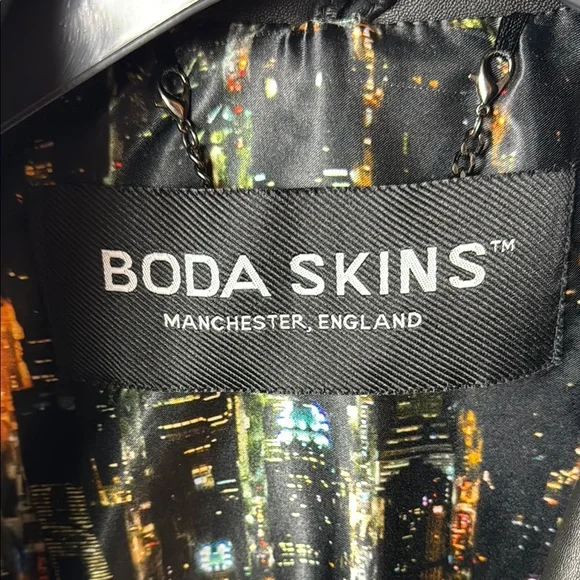 BODA SKINS™
MANCHESTER, ENGLAND